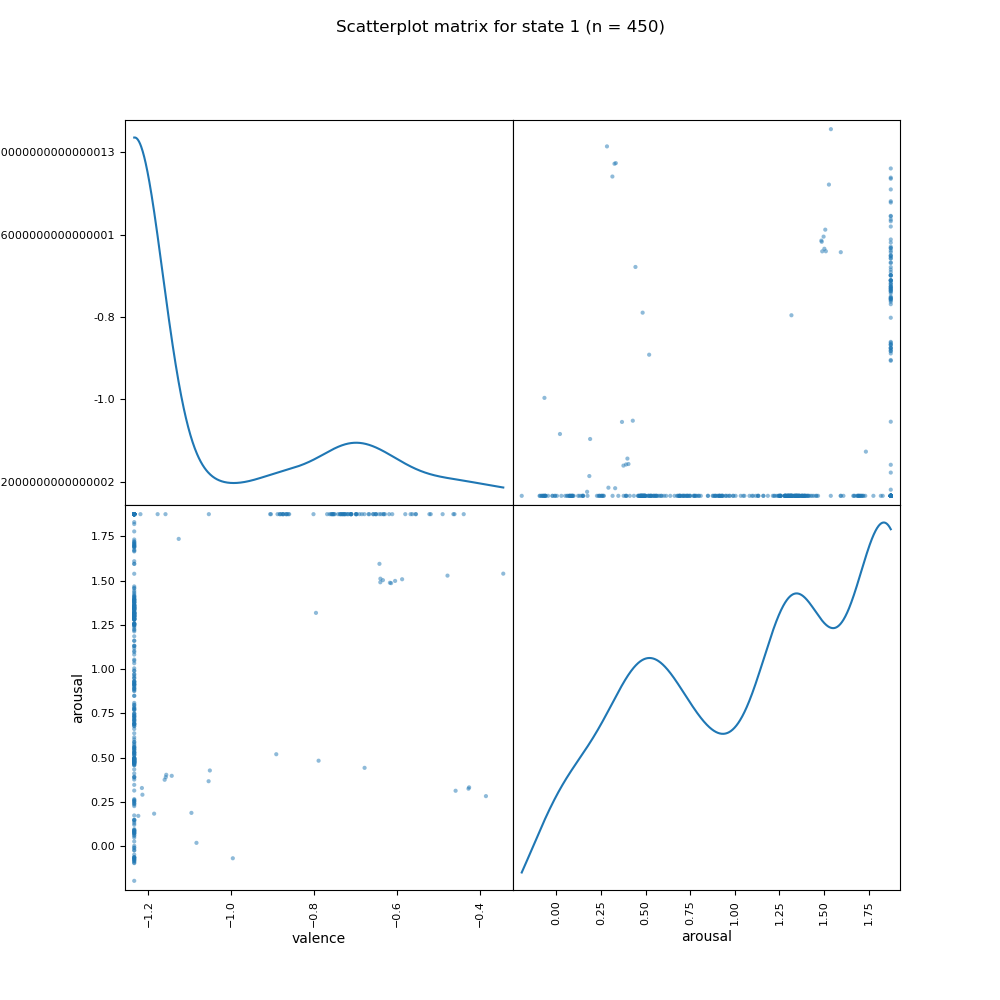 Scatterplot matrix for state 1 (n = 450)
0000000000000013
6000000000000001
-0.8
-1.0
2000000000000002
1.75
1.50
1.25
1.00
0.75
0.50
0.25
0.00
arousal
−1.2 −1.0 −0.8 −0.6 −0.4
valence
0.00 0.25 0.50 0.75 1.00 1.25 1.50 1.75
arousal